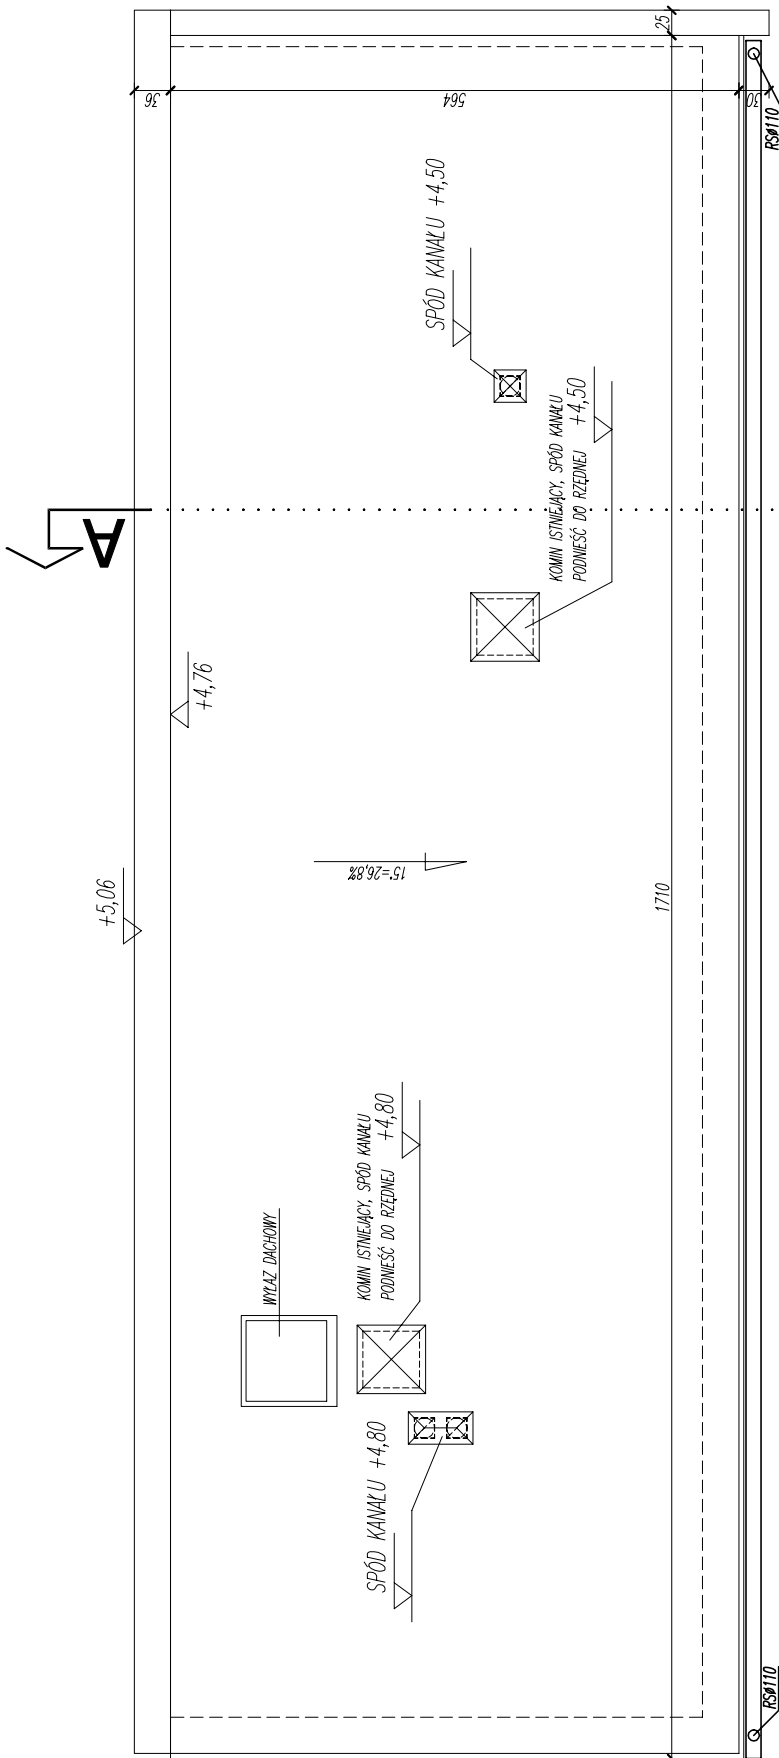 25
36
564
30
RSø110
SPÓD KANAŁU +4,50
KOMIN ISTNIEJĄCY, SPÓD KANAŁU
PODNIEŚĆ DO RZĘDNEJ +4,50
A
+4,76
+5,06
15°=26,8%
1710
KOMIN ISTNIEJĄCY, SPÓD KANAŁU
PODNIEŚĆ DO RZĘDNEJ +4,80
WYŁAZ DACHOWY
SPÓD KANAŁU +4,80
RSø110